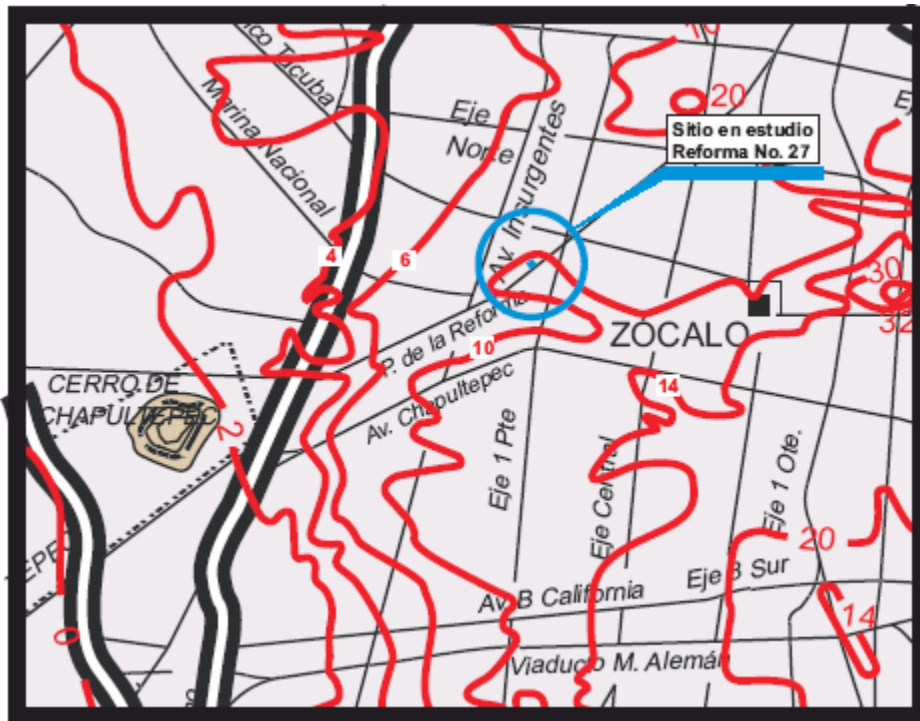 10
Marina Nacional
20
Eje
Norte
Av. Insurgentes
Sitio en estudio
Reforma No. 27
4
6
30
32
P. de la Reforma
10
ZÓCALO
14
CERRO DE
CHAPULTEPEC
2
Av. Chapultepec
Eje 1 Pte
Eje Central
Eje 1 Ote.
20
Av. B California
Eje 3 Sur
14
0
Viaducto M. Alemán